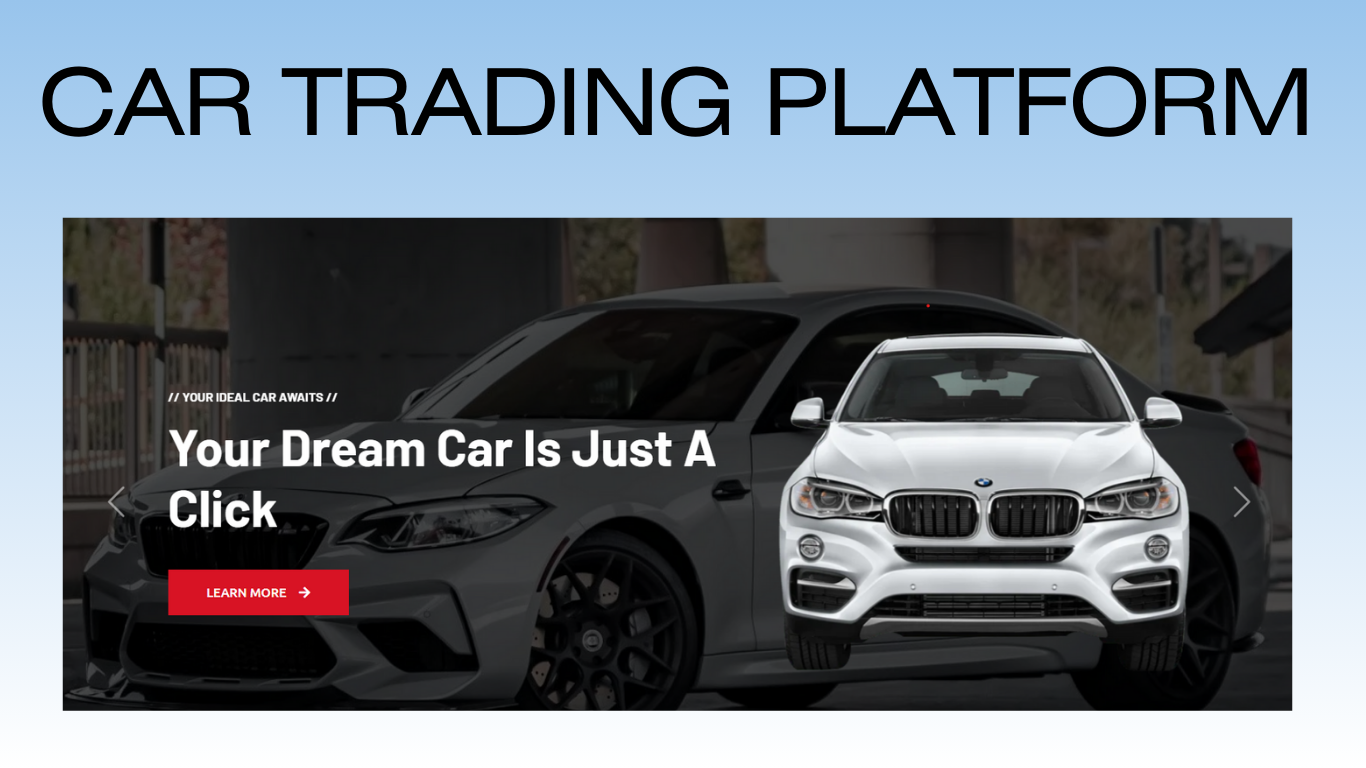 CAR TRADING PLATFORM
// YOUR IDEAL CAR AWAITS //
Your Dream Car Is Just A
Click
LEARN MORE